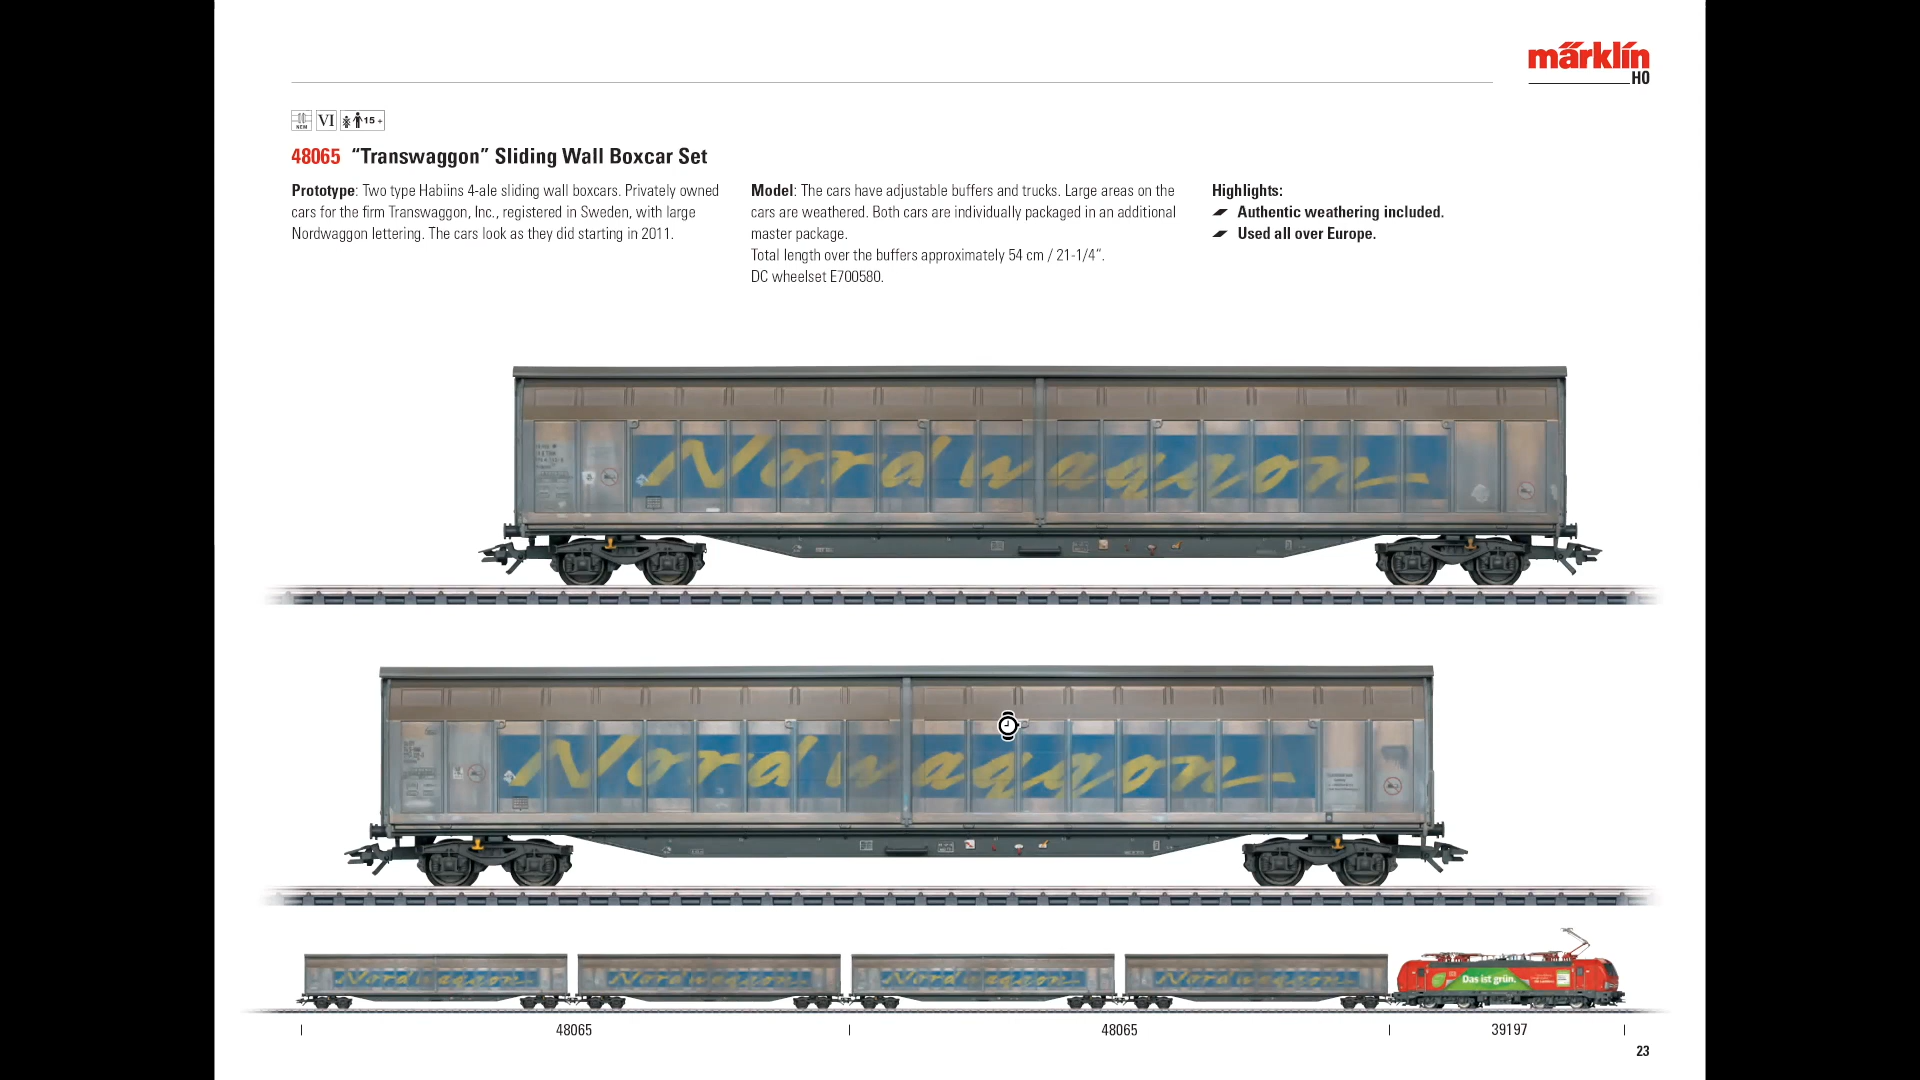 märklin
H0
NEM VI 15 +
48065 “Transwaggon” Sliding Wall Boxcar Set
Prototype: Two type Habiins 4-ale sliding wall boxcars. Privately owned
cars for the firm Transwaggon, Inc., registered in Sweden, with large
Nordwaggon lettering. The cars look as they did starting in 2011.
Model: The cars have adjustable buffers and trucks. Large areas on the
cars are weathered. Both cars are individually packaged in an additional
master package.
Total length over the buffers approximately 54 cm / 21-1/4”.
DC wheelset E700580.
Highlights:
Authentic weathering included.
Used all over Europe.
Nordwaggon
Nordwaggon
Nordwaggon Nordwaggon Nordwaggon Nordwaggon Das ist grün.
48065 48065 39197
23